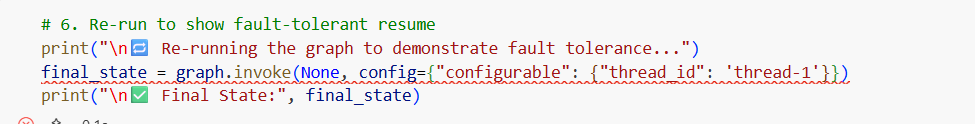 # 6. Re-run to show fault-tolerant resume
print("\n🔁 Re-running the graph to demonstrate fault tolerance...")
final_state = graph.invoke(None, config={"configurable": {"thread_id": 'thread-1'}})
print("\n✅ Final State:", final_state)